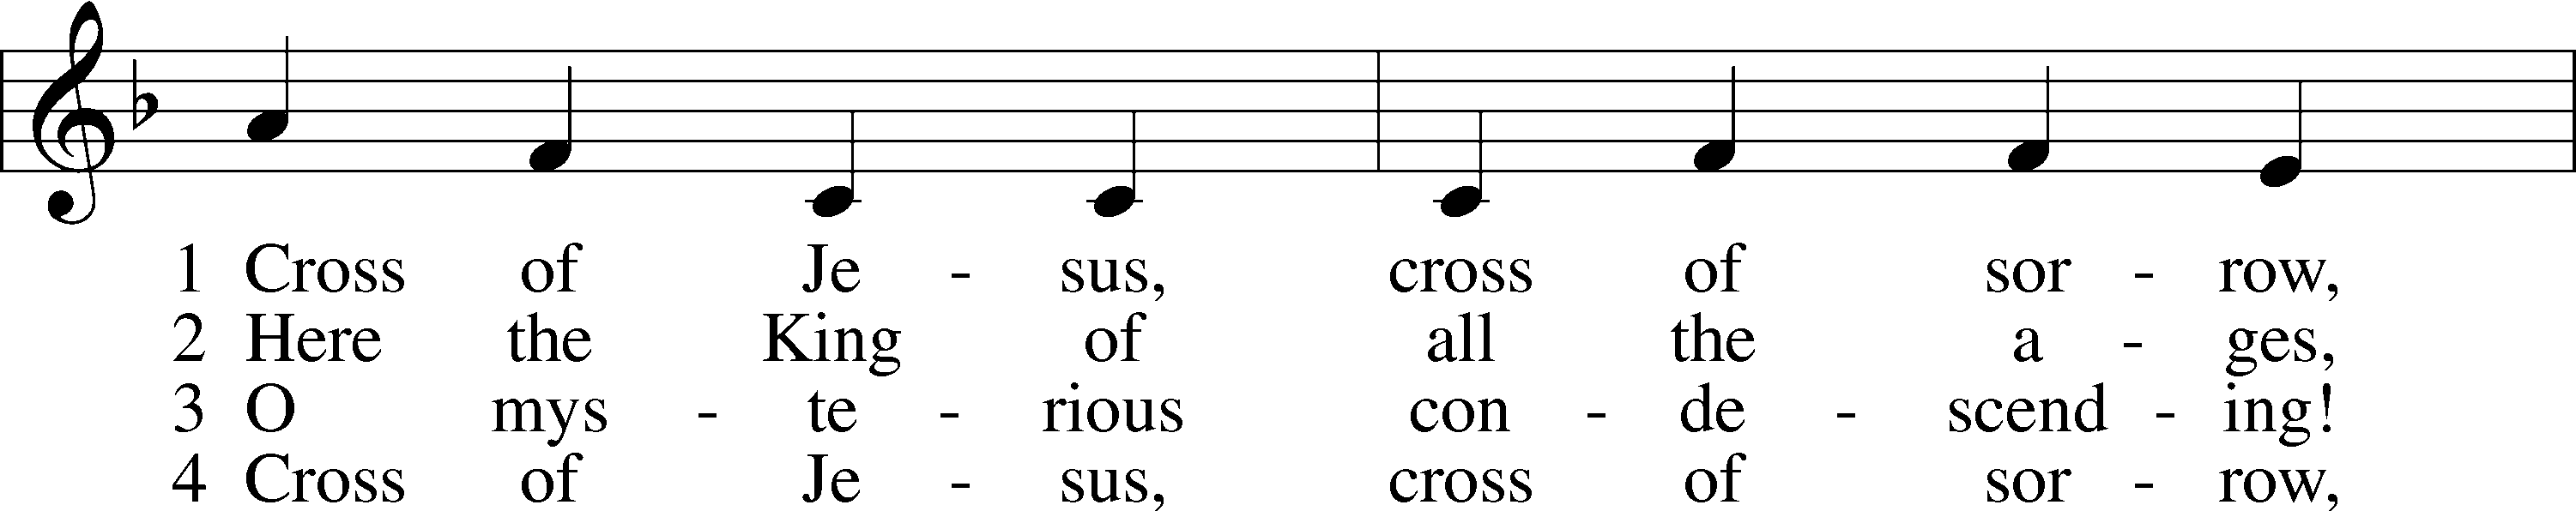 1 Cross of Je - sus, cross of sor - row,
2 Here the King of all the a - ges,
3 O mys - te - rious con - de - scend - ing!
4 Cross of Je - sus, cross of sor - row,